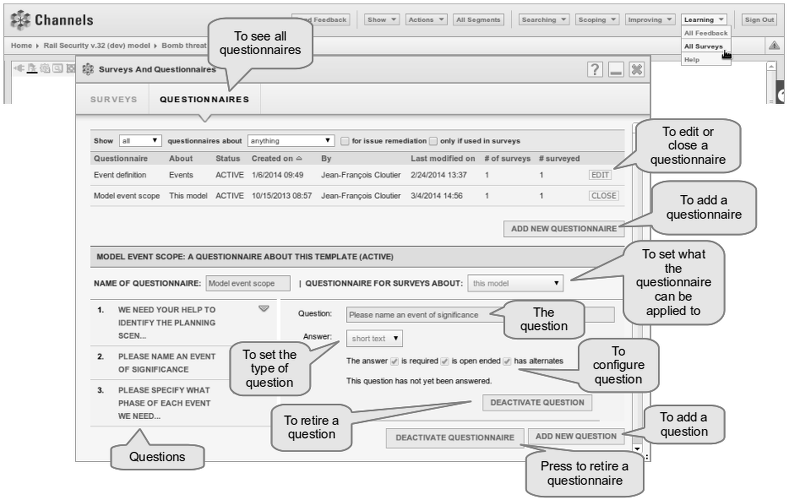 Channels
Feedback
Show
Actions
All Segments
Searching
Scoping
Improving
Learning
Sign Out
All Feedback
All Surveys
Help
Home
Rail Security v.32 (dev) model
Bomb threat
To see all
questionnaires
Surveys And Questionnaires
?
SURVEYS
QUESTIONNAIRES
Show all questionnaires about anything for issue remediation only if used in surveys
Questionnaire About Status Created on By Last modified on # of surveys # surveyed
Event definition Events ACTIVE 1/6/2014 09:49 Jean-François Cloutier 2/24/2014 13:37 1 1 EDIT
Model event scope This model ACTIVE 10/15/2013 08:57 Jean-François Cloutier 3/4/2014 14:56 1 1 CLOSE
To edit or
close a
questionnaire
ADD NEW QUESTIONNAIRE
To add a
questionnaire
MODEL EVENT SCOPE: A QUESTIONNAIRE ABOUT THIS TEMPLATE (ACTIVE)
NAME OF QUESTIONNAIRE: Model event scope | QUESTIONNAIRE FOR SURVEYS ABOUT: this model
To set what
the
questionnaire
can be
applied to
1. WE NEED YOUR HELP TO
IDENTIFY THE PLANNING
SCEN...
2. PLEASE NAME AN EVENT
OF SIGNIFICANCE
3. PLEASE SPECIFY WHAT
PHASE OF EACH EVENT
WE NEED...
Questions
Question: Please name an event of significance
The
question
Answer: short text
To set the
type of
question
The answer is required is open ended has alternates
This question has not yet been answered.
To
configure
question
DEACTIVATE QUESTION
To retire a
question
DEACTIVATE QUESTIONNAIRE
ADD NEW QUESTION
To add a
question
Press to retire a
questionnaire